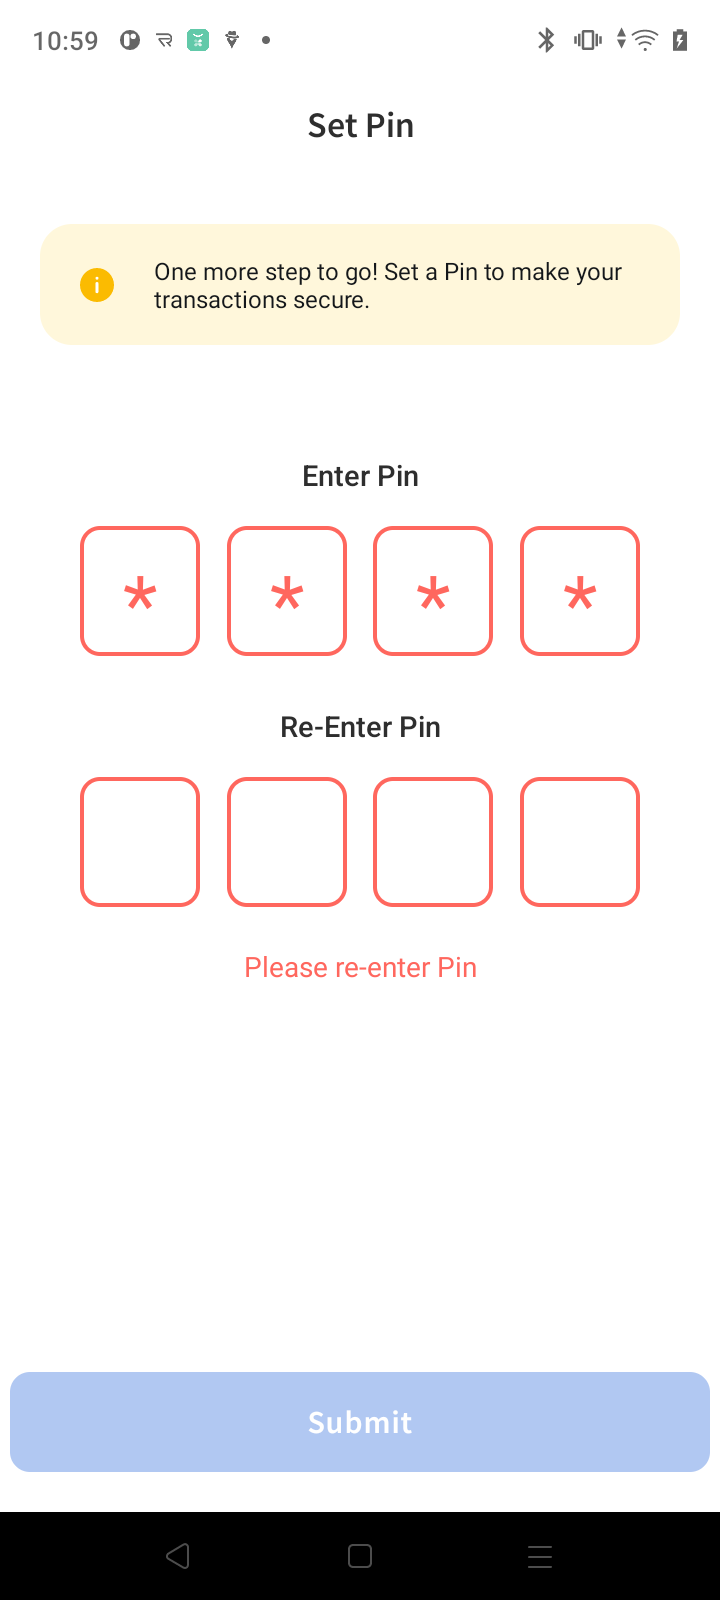 10:59
Set Pin
One more step to go! Set a Pin to make your
transactions secure.
Enter Pin
* * * *
Re-Enter Pin
Please re-enter Pin
Submit